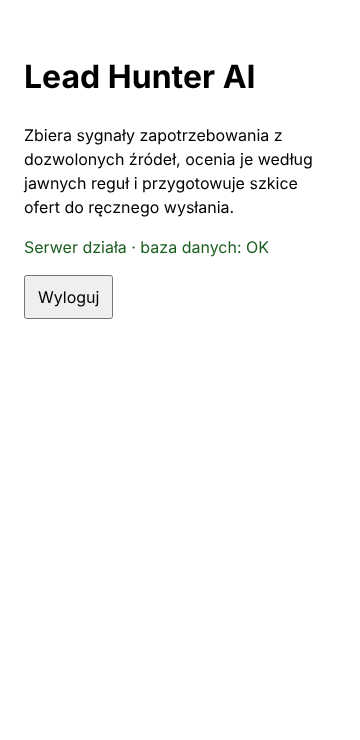 Lead Hunter AI
Zbiera sygnały zapotrzebowania z
dozwolonych źródeł, ocenia je według
jawnych reguł i przygotowuje szkice
ofert do ręcznego wysłania.
Serwer działa · baza danych: OK
Wyloguj